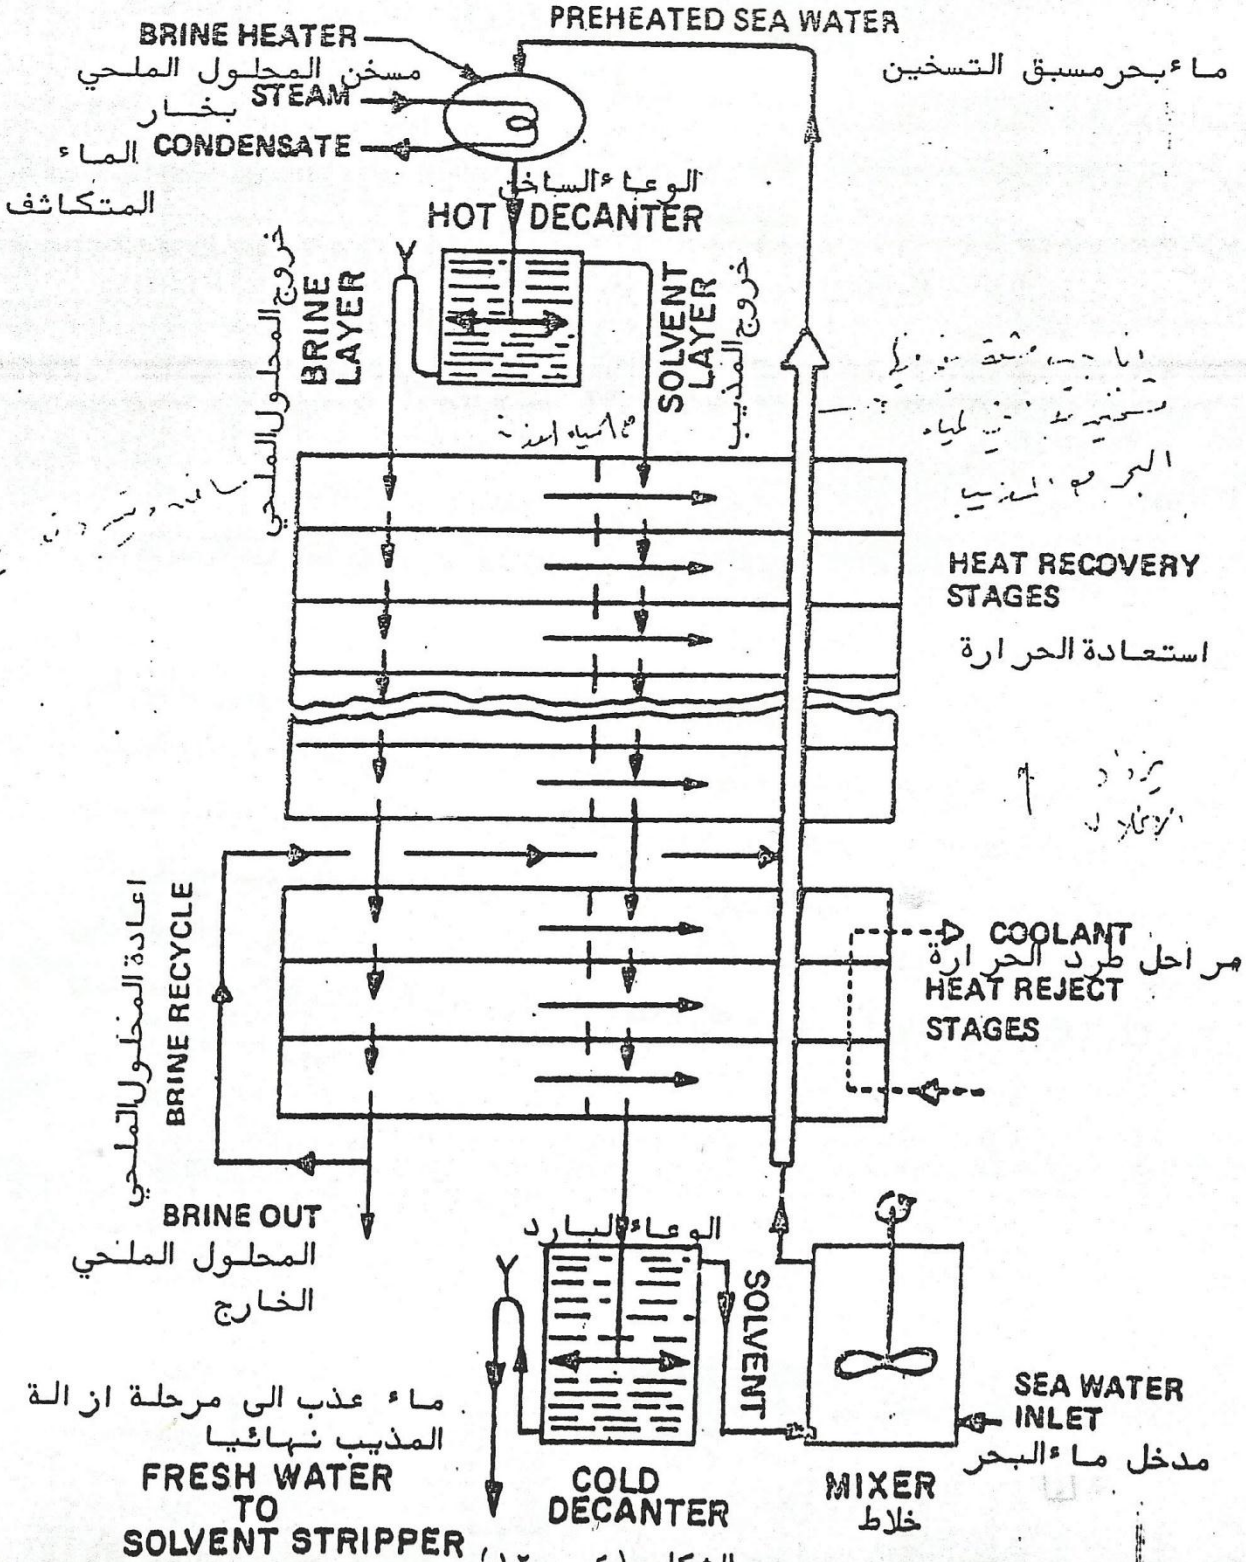 PREHEATED SEA WATER
ماء بحر مسبق التسخين
BRINE HEATER
مسخن المحلول الملحي
STEAM
بخار
CONDENSATE
الماء
المتكاثف
الوعاء الساخن
HOT DECANTER
BRINE
LAYER
خروج المحلول الملحي
SOLVENT
LAYER
خروج المذيب
البحر
HEAT RECOVERY
STAGES
استعادة الحرارة
BRINE RECYCLE
اعادة المحلول الملحي
COOLANT
مراحل طرد الحرارة
HEAT REJECT
STAGES
BRINE OUT
المحلول الملحي
الخارج
الوعاء البارد
SOLVENT
SEA WATER
INLET
مدخل ماء البحر
ماء عذب الى مرحلة ازالة
المذيب نهائيا
FRESH WATER
TO
SOLVENT STRIPPER
COLD
DECANTER
MIXER
خلاط